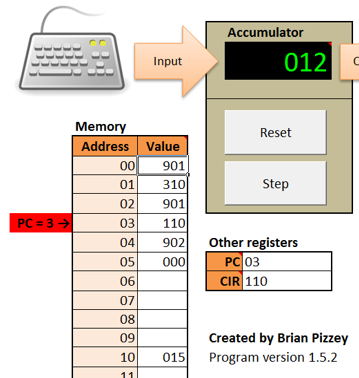 Accumulator
Input
012
Reset
Step
Memory
Address Value
00 901
01 310
02 901
PC = 3 → 03 110
04 902
05 000
06
07
08
09
10 015
11
Other registers
PC 03
CIR 110
Created by Brian Pizzey
Program version 1.5.2